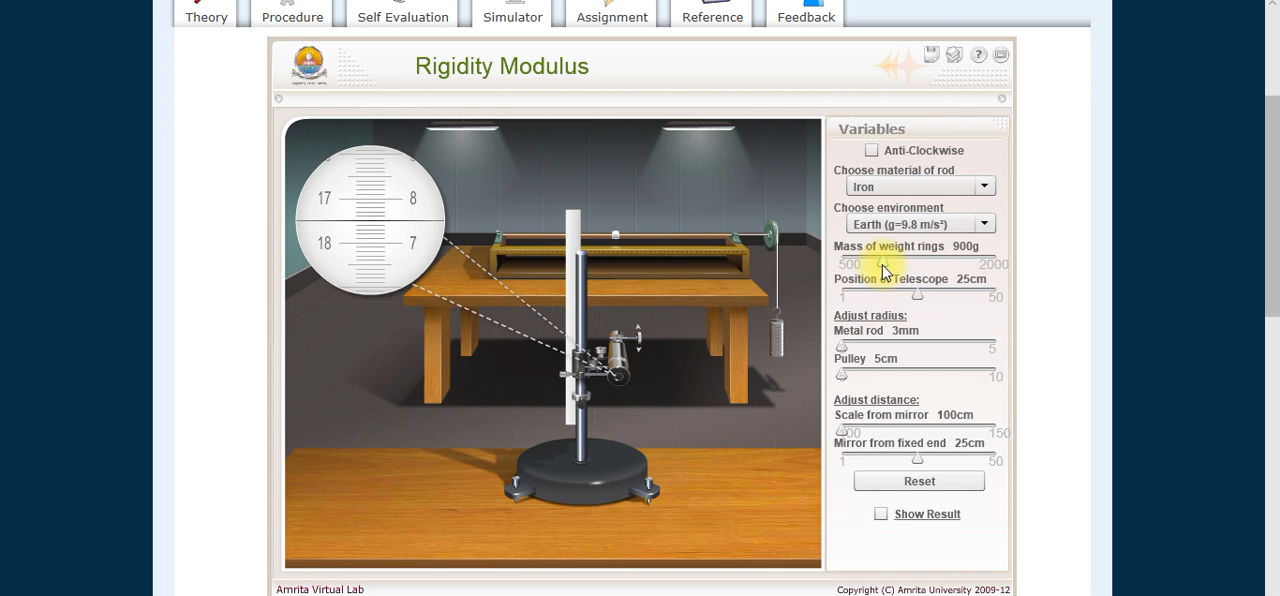 Theory Procedure Self Evaluation Simulator Assignment Reference Feedback
Rigidity Modulus
?
Variables
Anti-Clockwise
Choose material of rod
Iron
Choose environment
Earth (g=9.8 m/s²)
Mass of weight rings 900g
500 2000
Position of Telescope 25cm
1 50
Adjust radius:
Metal rod 3mm
5
Pulley 5cm
10
Adjust distance:
Scale from mirror 100cm
150
Mirror from fixed end 25cm
1 50
Reset
Show Result
17 8
18 7
Amrita Virtual Lab
Copyright (C) Amrita University 2009-12